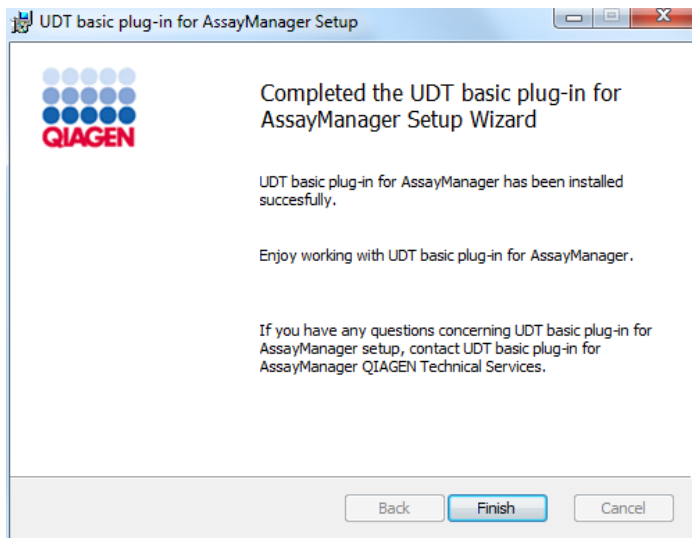 UDT basic plug-in for AssayManager Setup
QIAGEN
Completed the UDT basic plug-in for
AssayManager Setup Wizard
UDT basic plug-in for AssayManager has been installed
succesfully.
Enjoy working with UDT basic plug-in for AssayManager.
If you have any questions concerning UDT basic plug-in for
AssayManager setup, contact UDT basic plug-in for
AssayManager QIAGEN Technical Services.
Back Finish Cancel